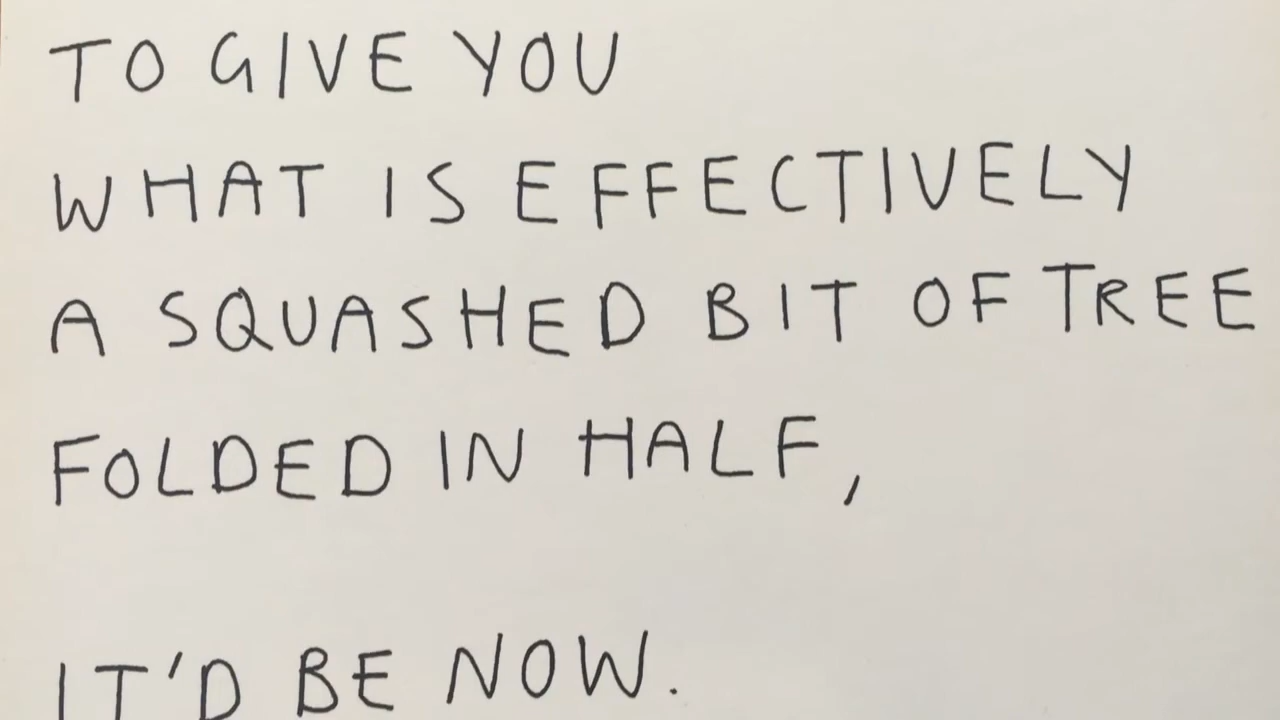 TO GIVE YOU
WHAT IS EFFECTIVELY
A SQUASHED BIT OF TREE
FOLDED IN HALF,
IT'D BE NOW.